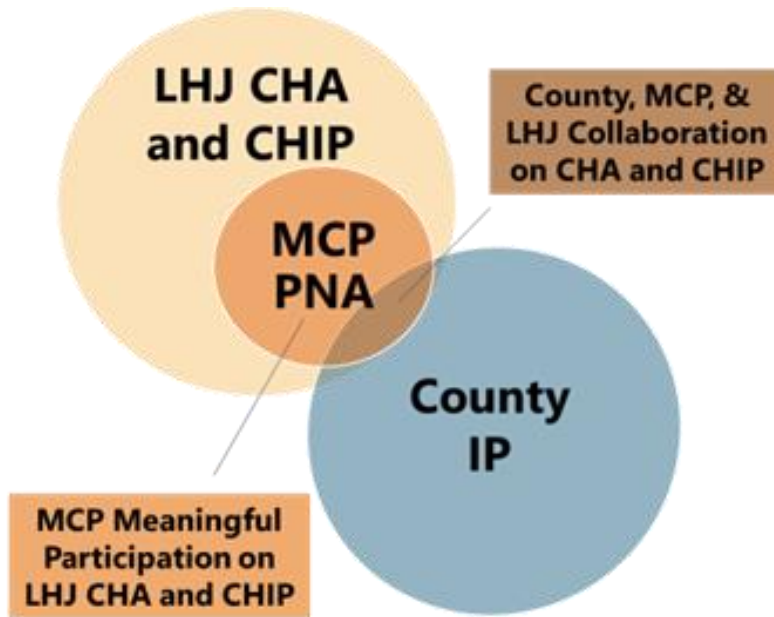 LHJ CHA
and CHIP
County, MCP, &
LHJ Collaboration
on CHA and CHIP
MCP
PNA
County
IP
MCP Meaningful
Participation on
LHJ CHA and CHIP